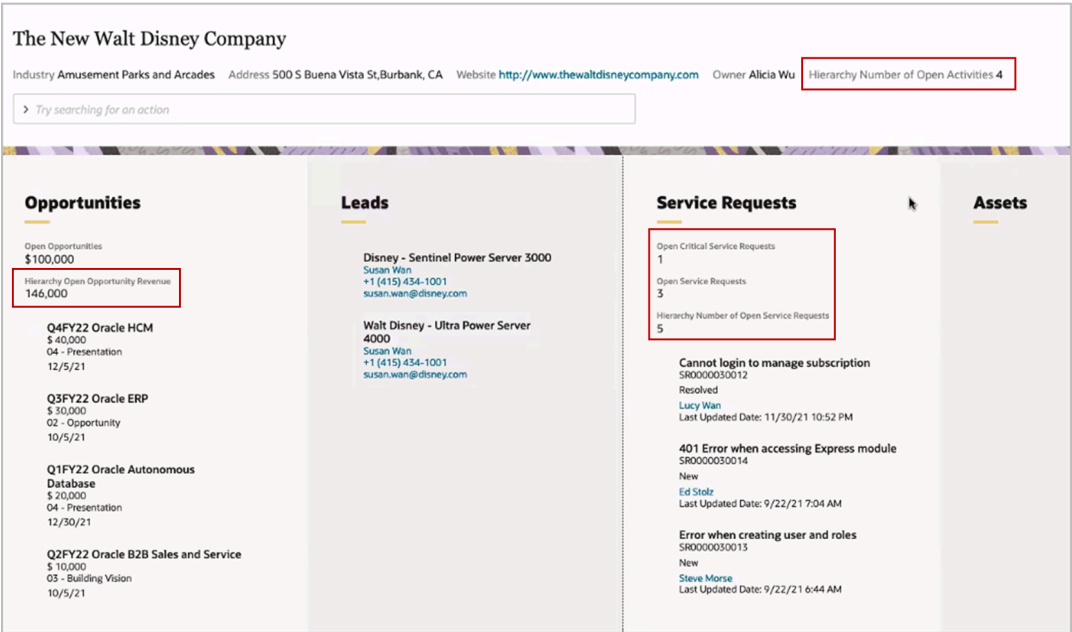 The New Walt Disney Company
Industry Amusement Parks and Arcades Address 500 S Buena Vista St,Burbank, CA Website http://www.thewaltdisneycompany.com Owner Alicia Wu Hierarchy Number of Open Activities 4
> Try searching for an action
Opportunities
Open Opportunities
$100,000
Hierarchy Open Opportunity Revenue
146,000
Q4FY22 Oracle HCM
$ 40,000
04 - Presentation
12/5/21
Q3FY22 Oracle ERP
$ 30,000
02 - Opportunity
10/5/21
Q1FY22 Oracle Autonomous
Database
$ 20,000
04 - Presentation
12/30/21
Q2FY22 Oracle B2B Sales and Service
$ 10,000
03 - Building Vision
10/5/21
Leads
Disney - Sentinel Power Server 3000
Susan Wan
+1 (415) 434-1001
susan.wan@disney.com
Walt Disney - Ultra Power Server
4000
Susan Wan
+1 (415) 434-1001
susan.wan@disney.com
Service Requests
Open Critical Service Requests
1
Open Service Requests
3
Hierarchy Number of Open Service Requests
5
Cannot login to manage subscription
SR0000030012
Resolved
Lucy Wan
Last Updated Date: 11/30/21 10:52 PM
401 Error when accessing Express module
SR0000030014
New
Ed Stolz
Last Updated Date: 9/22/21 7:04 AM
Error when creating user and roles
SR0000030013
New
Steve Morse
Last Updated Date: 9/22/21 6:44 AM
Assets